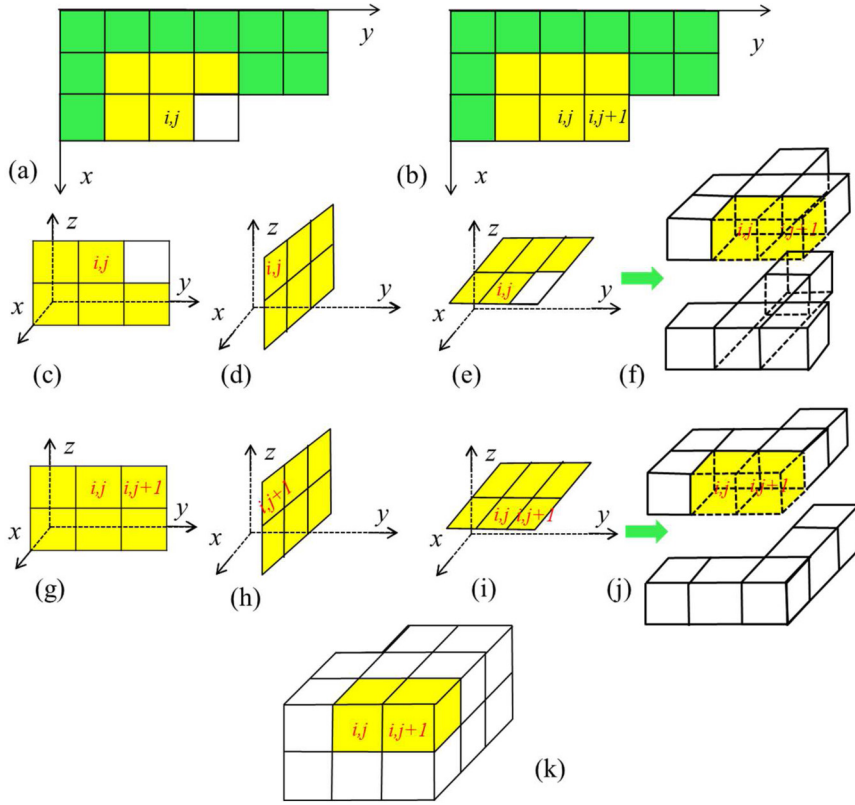 y
y
i,j
i,j
i,j+1
(a)
x
(b)
x
z
z
z
i,j
i,j
i,j
i,j+1
y
y
y
x
x
x
(c)
(d)
(e)
(f)
z
z
z
i,j
i,j+1
i,j+1
i,j
i,j+1
i,j
i,j+1
y
y
y
x
x
x
(g)
(h)
(i)
(j)
i,j
i,j+1
(k)